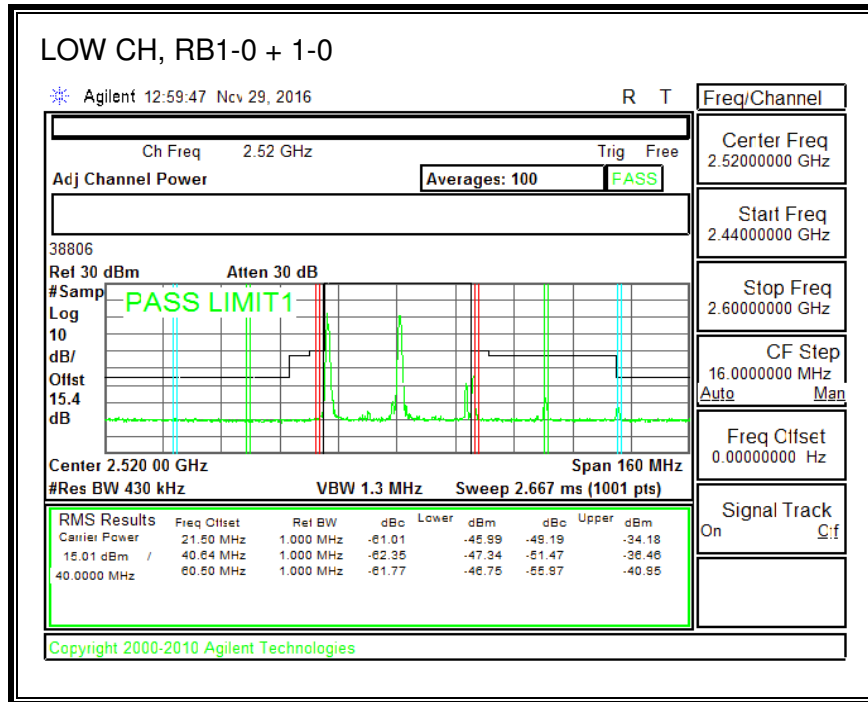 LOW CH, RB1-0 + 1-0
Agilent 12:59:47 Nov 29, 2016 R T
Ch Freq 2.52 GHz Trig Free
Adj Channel Power Averages: 100 PASS
38806
Ref 30 dBm Atten 30 dB
#Samp
Log
10
dB/
Offst
15.4
dB
PASS LIMIT1
Center 2.520 00 GHz Span 160 MHz
#Res BW 430 kHz VBW 1.3 MHz Sweep 2.667 ms (1001 pts)
RMS Results Freq Offset Ref BW dBc Lower dBm dBc Upper dBm
Carrier Power 21.50 MHz 1.000 MHz -61.01 -45.99 -49.19 -34.18
15.01 dBm / 40.64 MHz 1.000 MHz -62.35 -47.34 -51.47 -36.46
40.0000 MHz 60.50 MHz 1.000 MHz -61.77 -46.75 -55.97 -40.95
Copyright 2000-2010 Agilent Technologies
Freq/Channel
Center Freq
2.52000000 GHz
Start Freq
2.44000000 GHz
Stop Freq
2.60000000 GHz
CF Step
16.0000000 MHz
Auto Man
Freq Offset
0.00000000 Hz
Signal Track
On Off